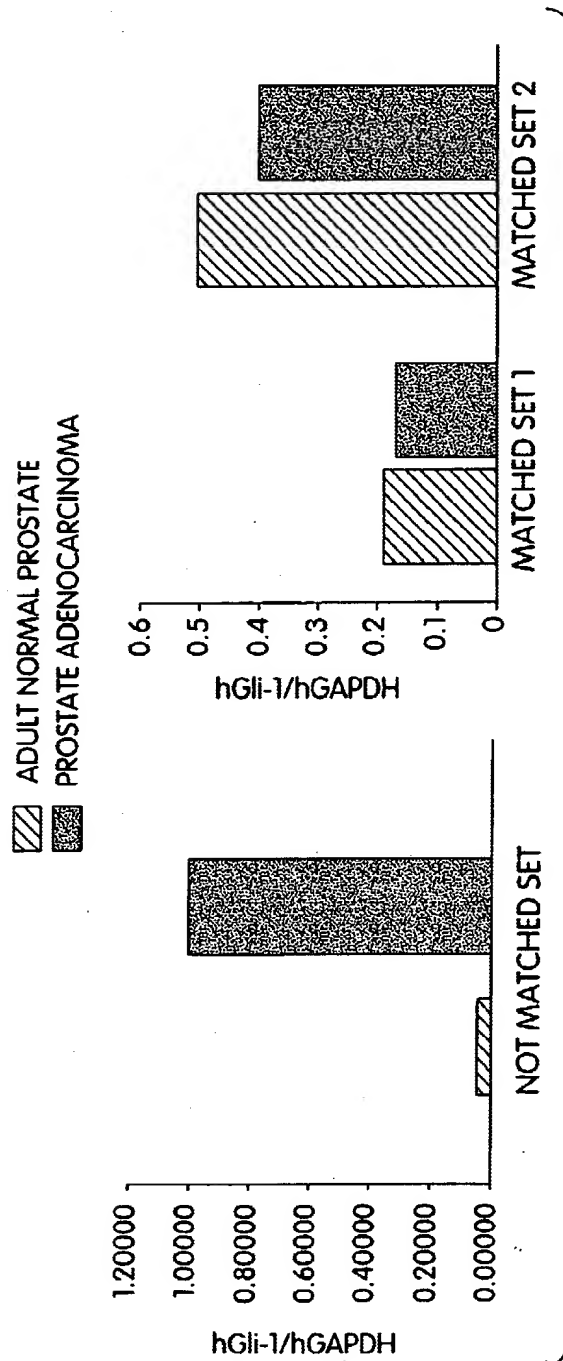 ADULT NORMAL PROSTATE
PROSTATE ADENOCARCINOMA
hGli-1/hGAPDH
1.20000
1.00000
0.80000
0.60000
0.40000
0.20000
0.00000
NOT MATCHED SET
hGli-1/hGAPDH
0.6
0.5
0.4
0.3
0.2
0.1
0
MATCHED SET 1
MATCHED SET 2